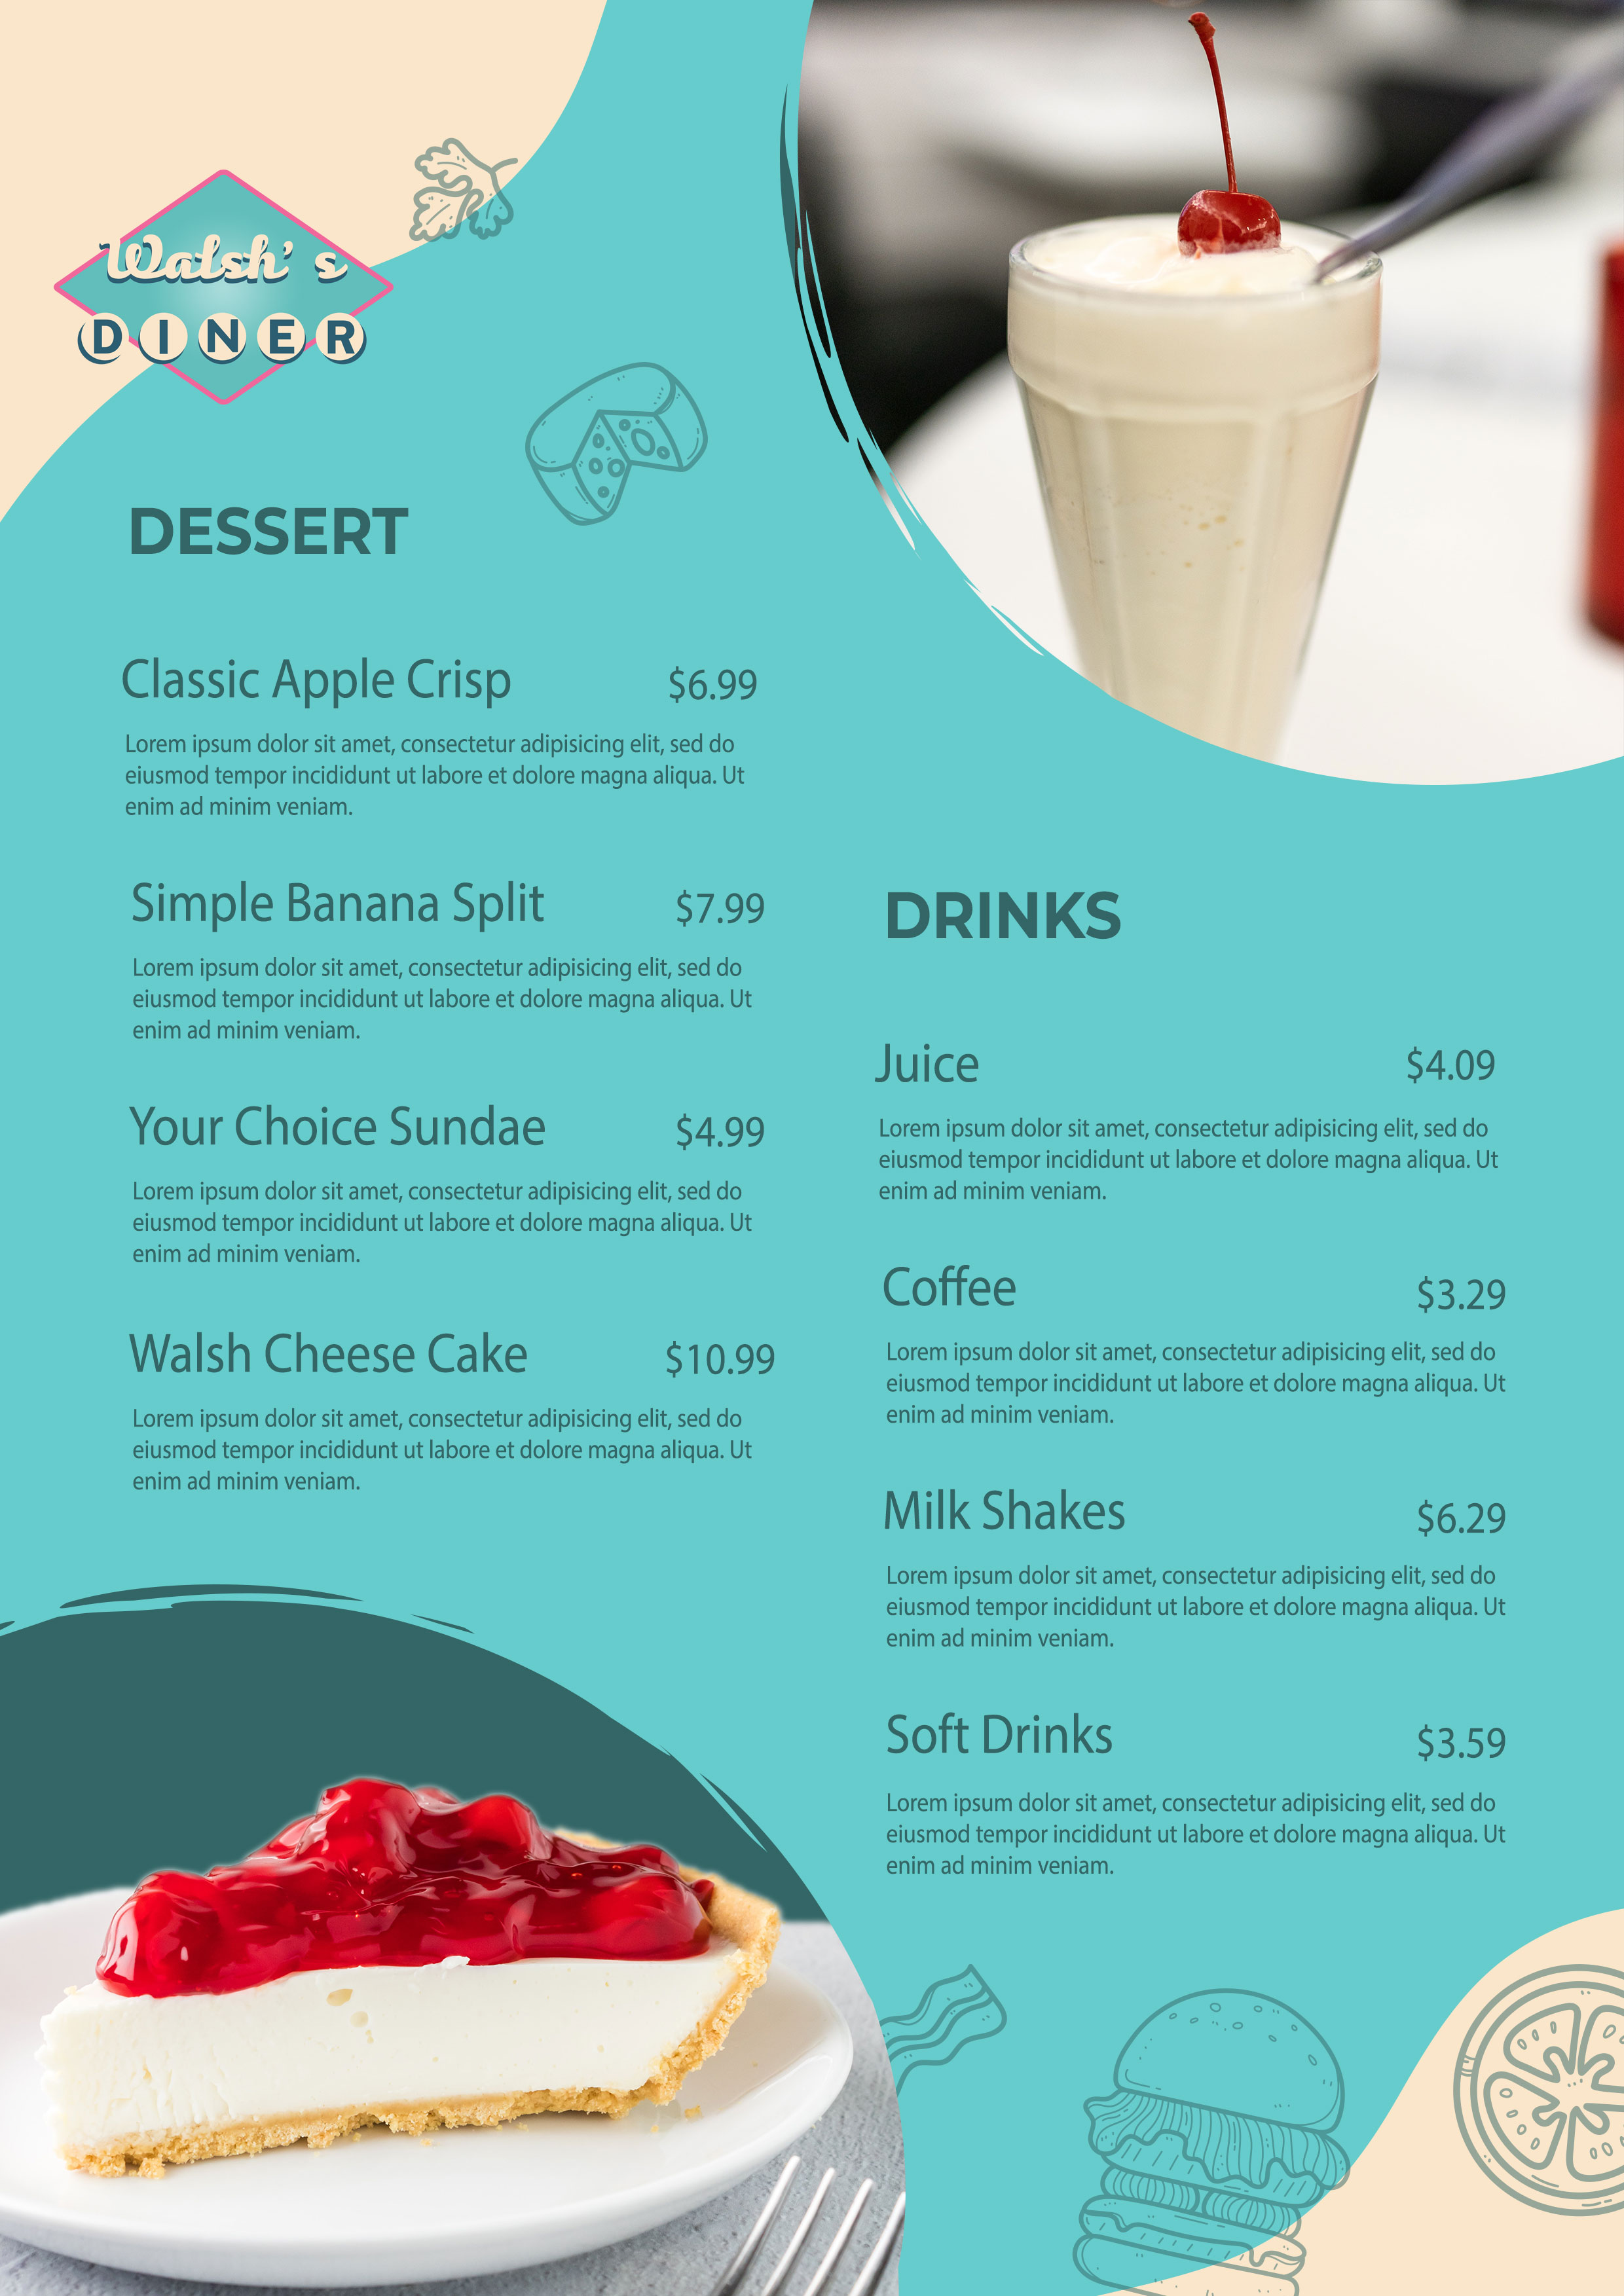 Walsh's
DINER
DESSERT
Classic Apple Crisp $6.99
Lorem ipsum dolor sit amet, consectetur adipisicing elit, sed do
eiusmod tempor incididunt ut labore et dolore magna aliqua. Ut
enim ad minim veniam.
Simple Banana Split $7.99
Lorem ipsum dolor sit amet, consectetur adipisicing elit, sed do
eiusmod tempor incididunt ut labore et dolore magna aliqua. Ut
enim ad minim veniam.
Your Choice Sundae $4.99
Lorem ipsum dolor sit amet, consectetur adipisicing elit, sed do
eiusmod tempor incididunt ut labore et dolore magna aliqua. Ut
enim ad minim veniam.
Walsh Cheese Cake $10.99
Lorem ipsum dolor sit amet, consectetur adipisicing elit, sed do
eiusmod tempor incididunt ut labore et dolore magna aliqua. Ut
enim ad minim veniam.
DRINKS
Juice $4.09
Lorem ipsum dolor sit amet, consectetur adipisicing elit, sed do
eiusmod tempor incididunt ut labore et dolore magna aliqua. Ut
enim ad minim veniam.
Coffee $3.29
Lorem ipsum dolor sit amet, consectetur adipisicing elit, sed do
eiusmod tempor incididunt ut labore et dolore magna aliqua. Ut
enim ad minim veniam.
Milk Shakes $6.29
Lorem ipsum dolor sit amet, consectetur adipisicing elit, sed do
eiusmod tempor incididunt ut labore et dolore magna aliqua. Ut
enim ad minim veniam.
Soft Drinks $3.59
Lorem ipsum dolor sit amet, consectetur adipisicing elit, sed do
eiusmod tempor incididunt ut labore et dolore magna aliqua. Ut
enim ad minim veniam.